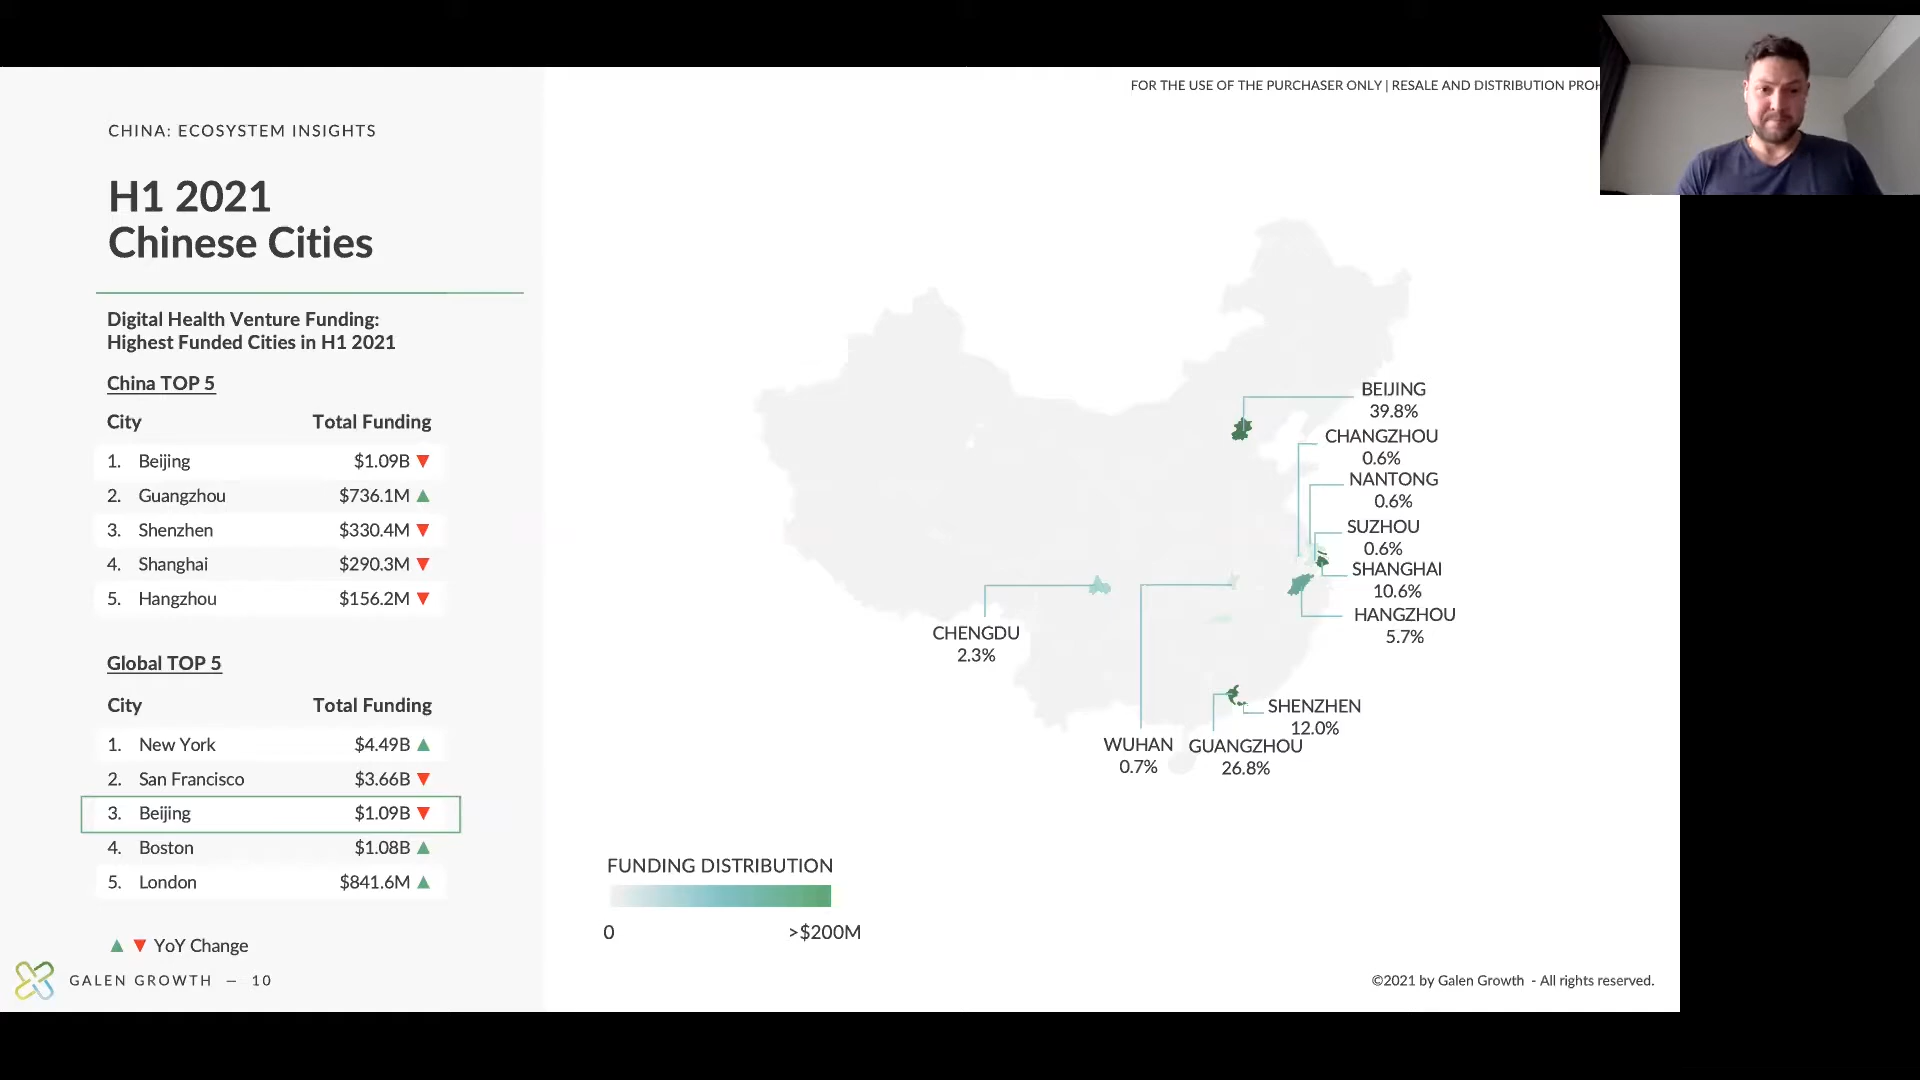 FOR THE USE OF THE PURCHASER ONLY | RESALE AND DISTRIBUTION
CHINA: ECOSYSTEM INSIGHTS
H1 2021
Chinese Cities
Digital Health Venture Funding:
Highest Funded Cities in H1 2021
China TOP 5
City Total Funding
1. Beijing $1.09B ▼
2. Guangzhou $736.1M ▲
3. Shenzhen $330.4M ▼
4. Shanghai $290.3M ▼
5. Hangzhou $156.2M ▼
Global TOP 5
City Total Funding
1. New York $4.49B ▲
2. San Francisco $3.66B ▼
3. Beijing $1.09B ▼
4. Boston $1.08B ▲
5. London $841.6M ▲
▲ ▼ YoY Change
GALEN GROWTH — 10
BEIJING
39.8%
CHANGZHOU
0.6%
NANTONG
0.6%
SUZHOU
0.6%
SHANGHAI
10.6%
HANGZHOU
5.7%
CHENGDU
2.3%
SHENZHEN
12.0%
WUHAN
0.7%
GUANGZHOU
26.8%
FUNDING DISTRIBUTION
0 >$200M
©2021 by Galen Growth - All rights reserved.